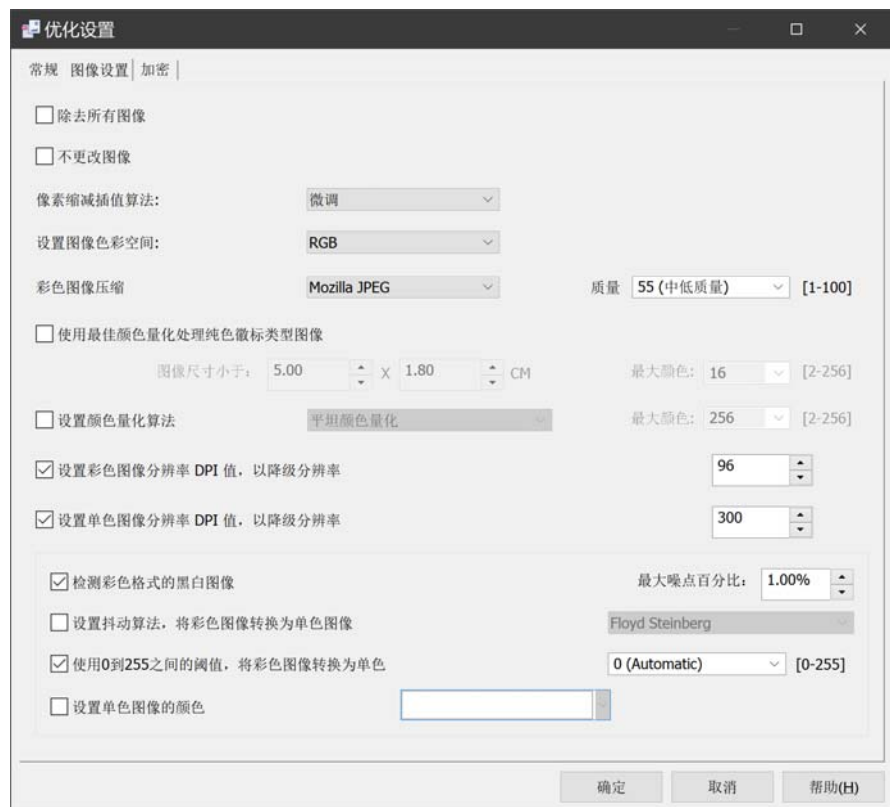 优化设置
常规 图像设置 加密
除去所有图像
不更改图像
像素缩减插值算法: 微调
设置图像色彩空间: RGB
彩色图像压缩 Mozilla JPEG 质量 55 (中低质量) [1-100]
使用最佳颜色量化处理纯色徽标类型图像
图像尺寸小于: 5.00 X 1.80 CM 最大颜色: 16 [2-256]
设置颜色量化算法 平坦颜色量化 最大颜色: 256 [2-256]
设置彩色图像分辨率 DPI 值，以降级分辨率 96
设置单色图像分辨率 DPI 值，以降级分辨率 300
检测彩色格式的黑白图像 最大噪点百分比: 1.00%
设置抖动算法，将彩色图像转换为单色图像 Floyd Steinberg
使用0到255之间的阈值，将彩色图像转换为单色 0 (Automatic) [0-255]
设置单色图像的颜色
确定 取消 帮助(H)